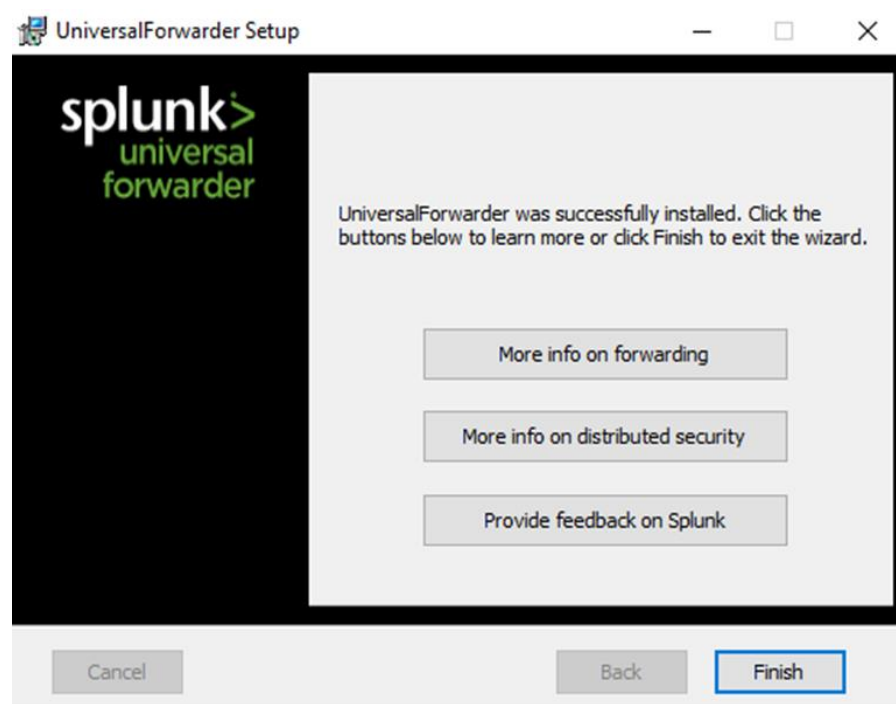 UniversalForwarder Setup
splunk>
universal
forwarder
UniversalForwarder was successfully installed. Click the
buttons below to learn more or click Finish to exit the wizard.
More info on forwarding
More info on distributed security
Provide feedback on Splunk
Cancel
Back
Finish